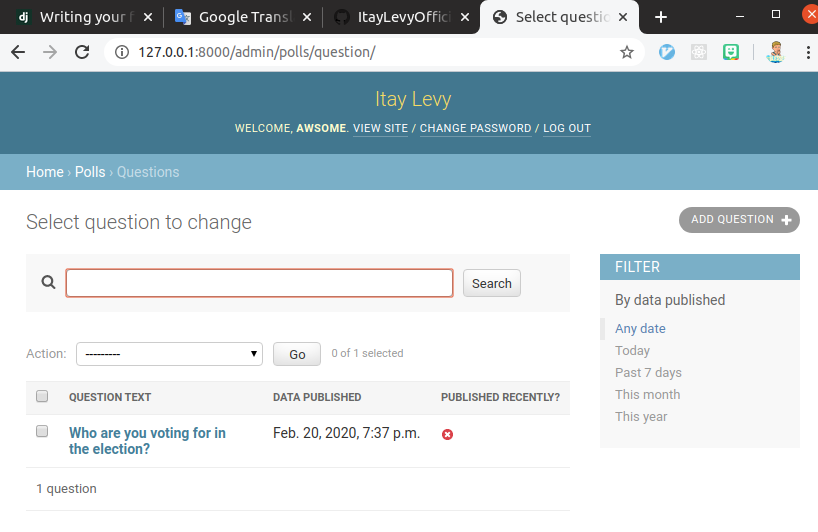 Writing your f
Google Transl
ItayLevyOffici
Select questio
127.0.0.1:8000/admin/polls/question/
Itay Levy
WELCOME, AWSOME. VIEW SITE / CHANGE PASSWORD / LOG OUT
Home › Polls › Questions
Select question to change
ADD QUESTION +
Search
FILTER
By data published
Any date
Today
Past 7 days
This month
This year
Action: --------- Go 0 of 1 selected
QUESTION TEXT DATA PUBLISHED PUBLISHED RECENTLY?
Who are you voting for in the election? Feb. 20, 2020, 7:37 p.m.
1 question